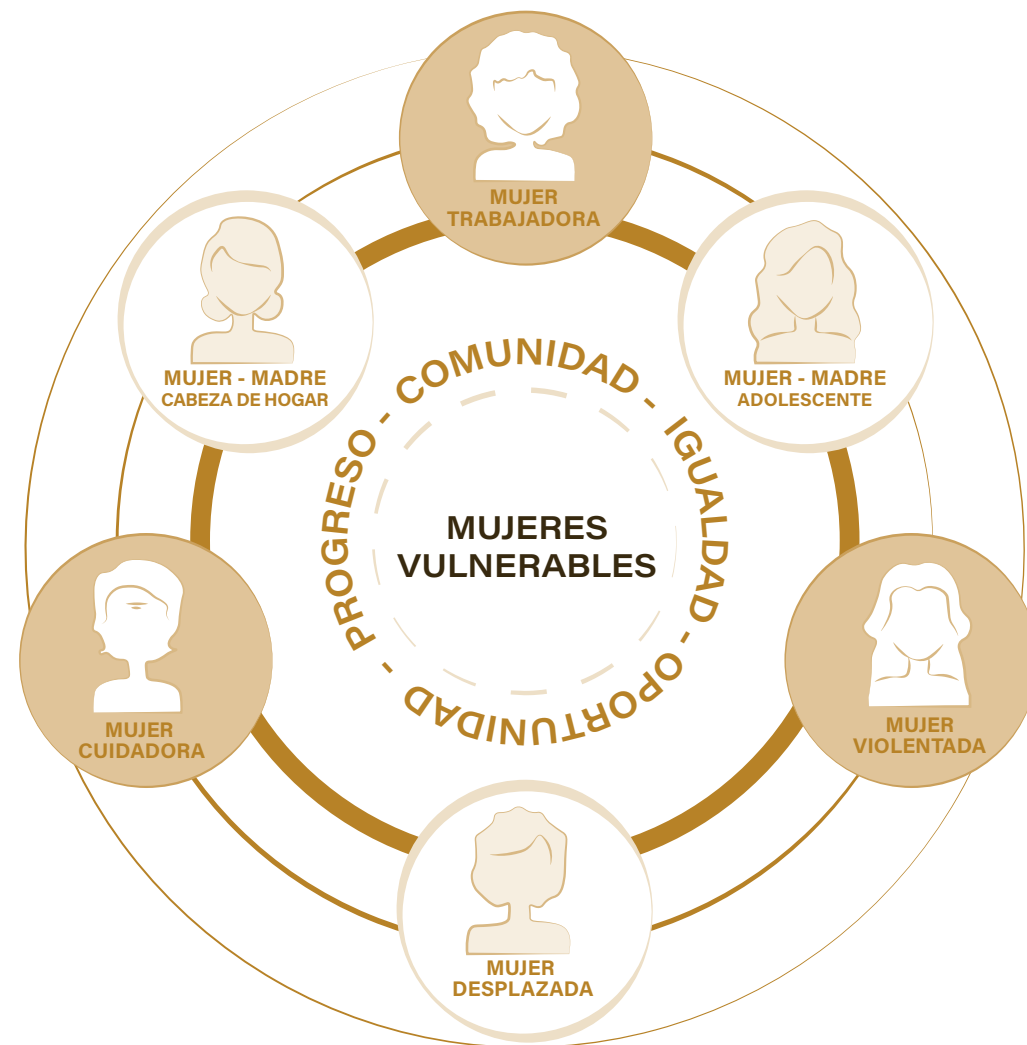 MUJER
TRABAJADORA
MUJER - MADRE
CABEZA DE HOGAR
MUJER - MADRE
ADOLESCENTE
COMUNIDAD - IGUALDAD - OPORTUNIDAD - PROGRESO -
MUJERES
VULNERABLES
MUJER
CUIDADORA
MUJER
VIOLENTADA
MUJER
DESPLAZADA